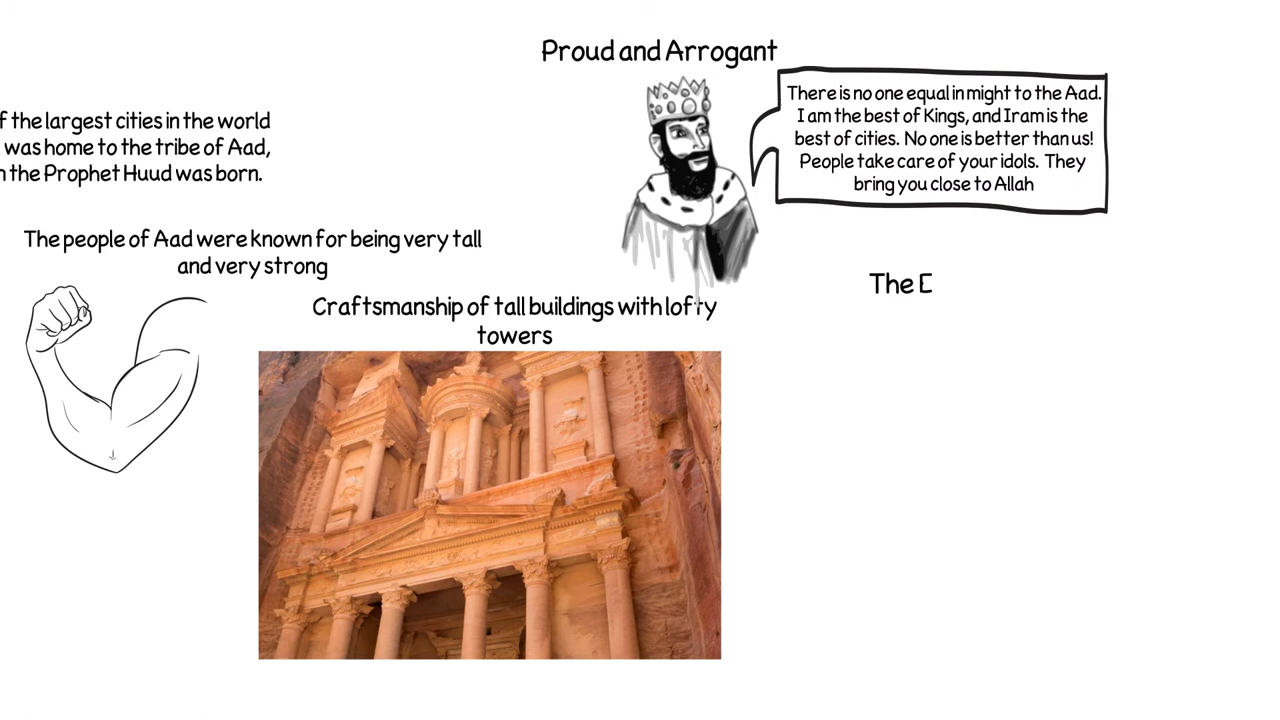 Proud and Arrogant
There is no one equal in might to the Aad.
I am the best of Kings, and Iram is the
best of cities. No one is better than us!
People take care of your idols. They
bring you close to Allah
f the largest cities in the world
was home to the tribe of Aad,
the Prophet Huud was born.
The people of Aad were known for being very tall
and very strong
Craftsmanship of tall buildings with lofty
towers
The E